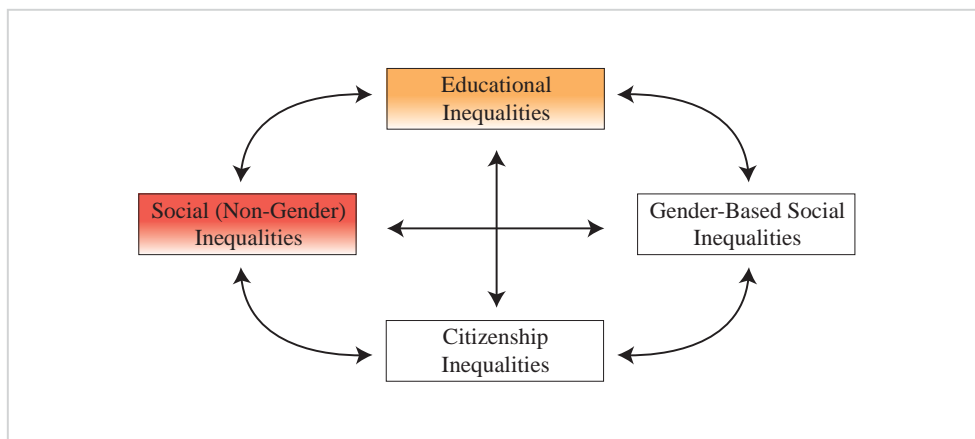 Educational
Inequalities
Social (Non-Gender)
Inequalities
Gender-Based Social
Inequalities
Citizenship
Inequalities